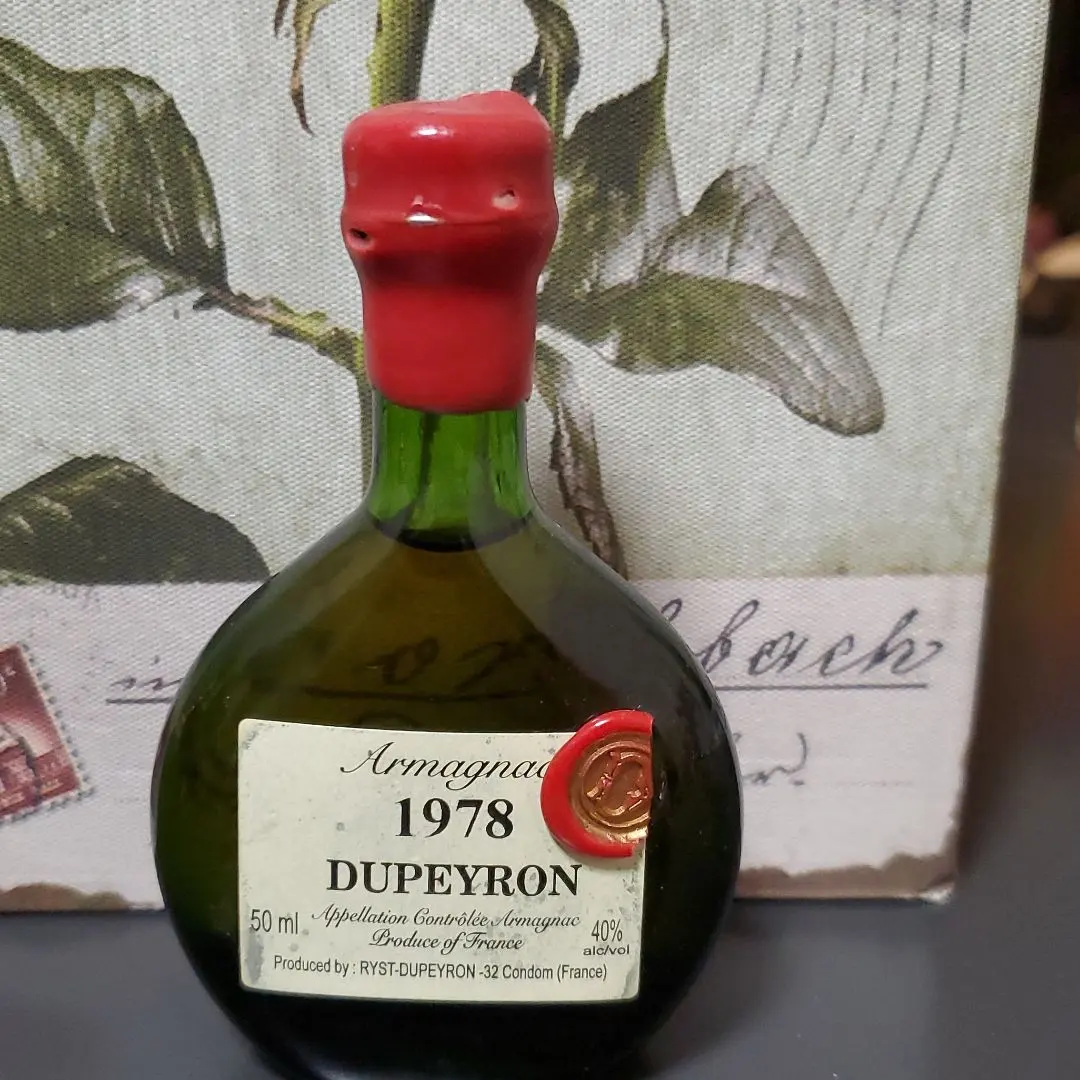 Armagnac
1978
DUPEYRON
50 ml
Appellation Contrôlée Armagnac
Produce of France
40%
alc/vol
Produced by : RYST-DUPEYRON -32 Condom (France)